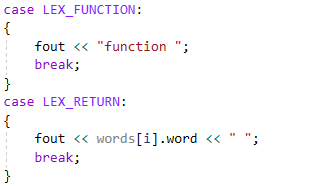 case LEX_FUNCTION:
{
    fout << "function ";
    break;
}
case LEX_RETURN:
{
    fout << words[i].word << " ";
    break;
}